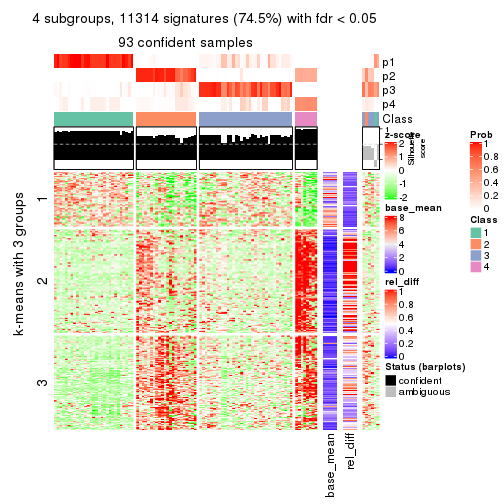 4 subgroups, 11314 signatures (74.5%) with fdr < 0.05
93 confident samples
p1
p2
p3
p4
Class
1
Silhouette
score
k-means with 3 groups
1
2
3
base_mean
rel_diff
z-score
2
1
0
-1
-2
base_mean
8
6
4
2
0
rel_diff
1
0.8
0.6
0.4
0.2
0
Status (barplots)
confident
ambiguous
Prob
1
0.8
0.6
0.4
0.2
0
Class
1
2
3
4